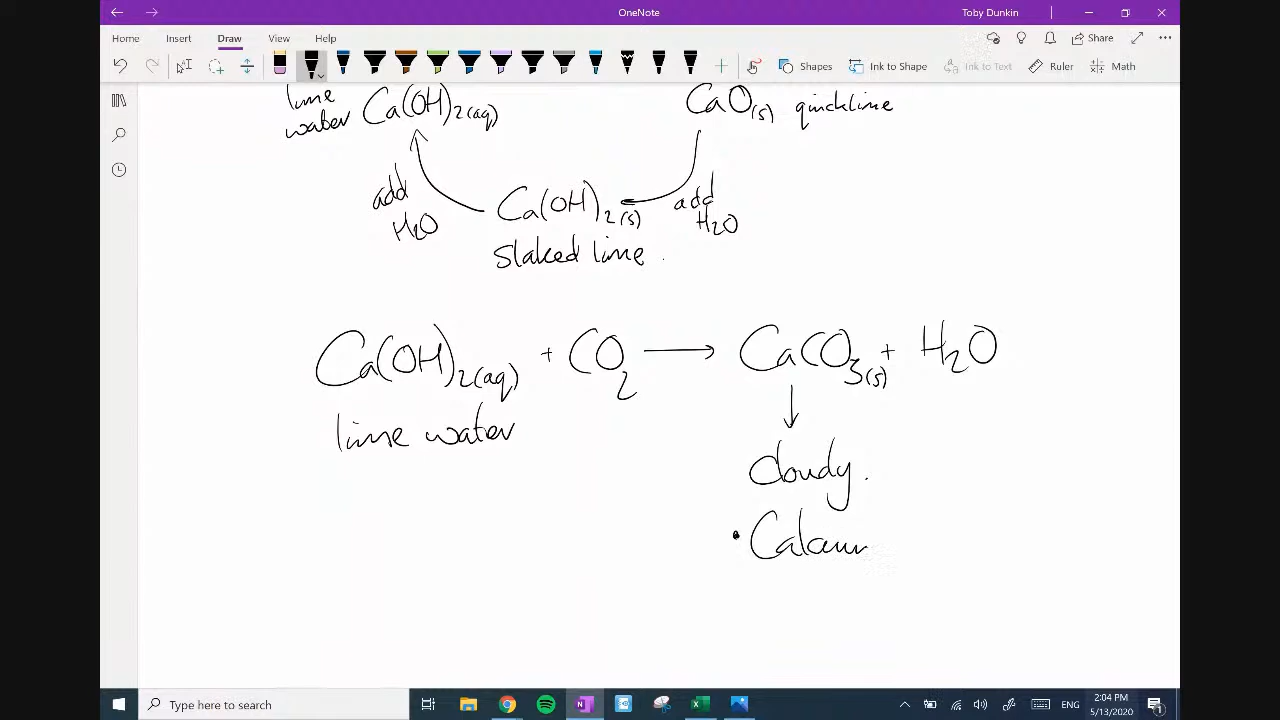 OneNote
Toby Dunkin
Home Insert Draw View Help
Share
Shapes Ink to Shape Ink to Text Ruler Math
lime
water Ca(OH)2(aq)
CaO(s) quicklime
add
H2O
Ca(OH)2(s)
add
H2O
slaked lime.
Ca(OH)2(aq) + CO2 → CaCO3(s) + H2O
lime water
↓
cloudy.
Type here to search
ENG
2:04 PM
5/13/2020